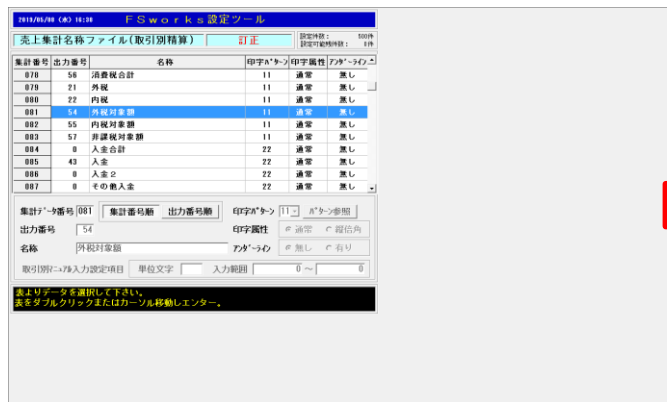 2019/05/08 (水) 16:30 ＦＳｗｏｒｋｓ設定ツール
売上集計名称ファイル(取引別精算) 訂正 設定件数： 500件
設定可能残件数： 0件
集計番号 出力番号 名称 印字ﾊﾟﾀｰﾝ 印字属性 ｱﾝﾀﾞｰﾗｲﾝ
078 56 消費税合計 11 通常 無し
079 21 外税 11 通常 無し
080 22 内税 11 通常 無し
081 54 外税対象額 11 通常 無し
082 55 内税対象額 11 通常 無し
083 57 非課税対象額 11 通常 無し
084 0 入金合計 22 通常 無し
085 43 入金 22 通常 無し
086 0 入金２ 22 通常 無し
087 0 その他入金 22 通常 無し
集計ﾃﾞｰﾀ番号 081 集計番号順 出力番号順 印字ﾊﾟﾀｰﾝ 11 ﾊﾟﾀｰﾝ参照
出力番号 54 印字属性 通常 縦倍角
名称 外税対象額 ｱﾝﾀﾞｰﾗｲﾝ 無し 有り
取引別ﾏﾆｭｱﾙ入力設定項目 単位文字 入力範囲 0 ～ 0
表よりデータを選択して下さい。
表をダブルクリックまたはカーソル移動しエンター。